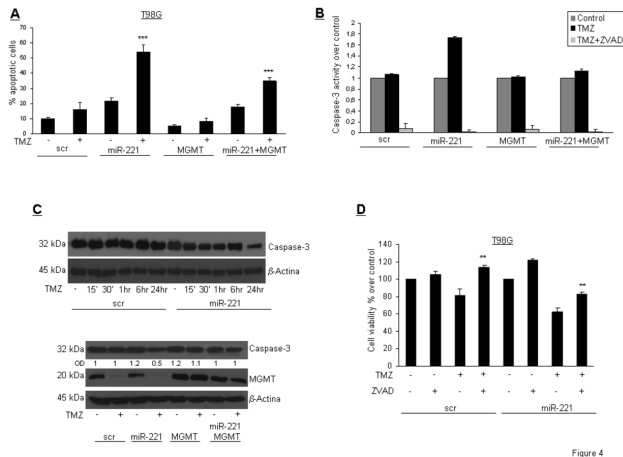 A
T98G
% apoptotic cells
70
60
50
40
30
20
10
0
***
***
TMZ - + - + - + - +
scr miR-221 MGMT miR-221+MGMT
B
Control
TMZ
TMZ+ZVAD
Caspase-3 activity over control
2
1,8
1,6
1,4
1,2
1
0,8
0,6
0,4
0,2
0
scr miR-221 MGMT miR-221+MGMT
C
32 kDa Caspase-3
45 kDa β-Actina
TMZ - 15' 30' 1hr 6hr 24hr - 15' 30' 1hr 6hr 24hr
scr miR-221
32 kDa Caspase-3
OD 1 1 1.2 0.5 1.2 1.1 1 1
20 kDa MGMT
45 kDa β-Actina
TMZ - + - + - + - +
scr miR-221 MGMT miR-221 MGMT
D
T98G
Cell viability % over control
140
120
100
80
60
40
20
0
**
**
TMZ - - + + - - + +
ZVAD - + - + - + - +
scr miR-221
Figure 4